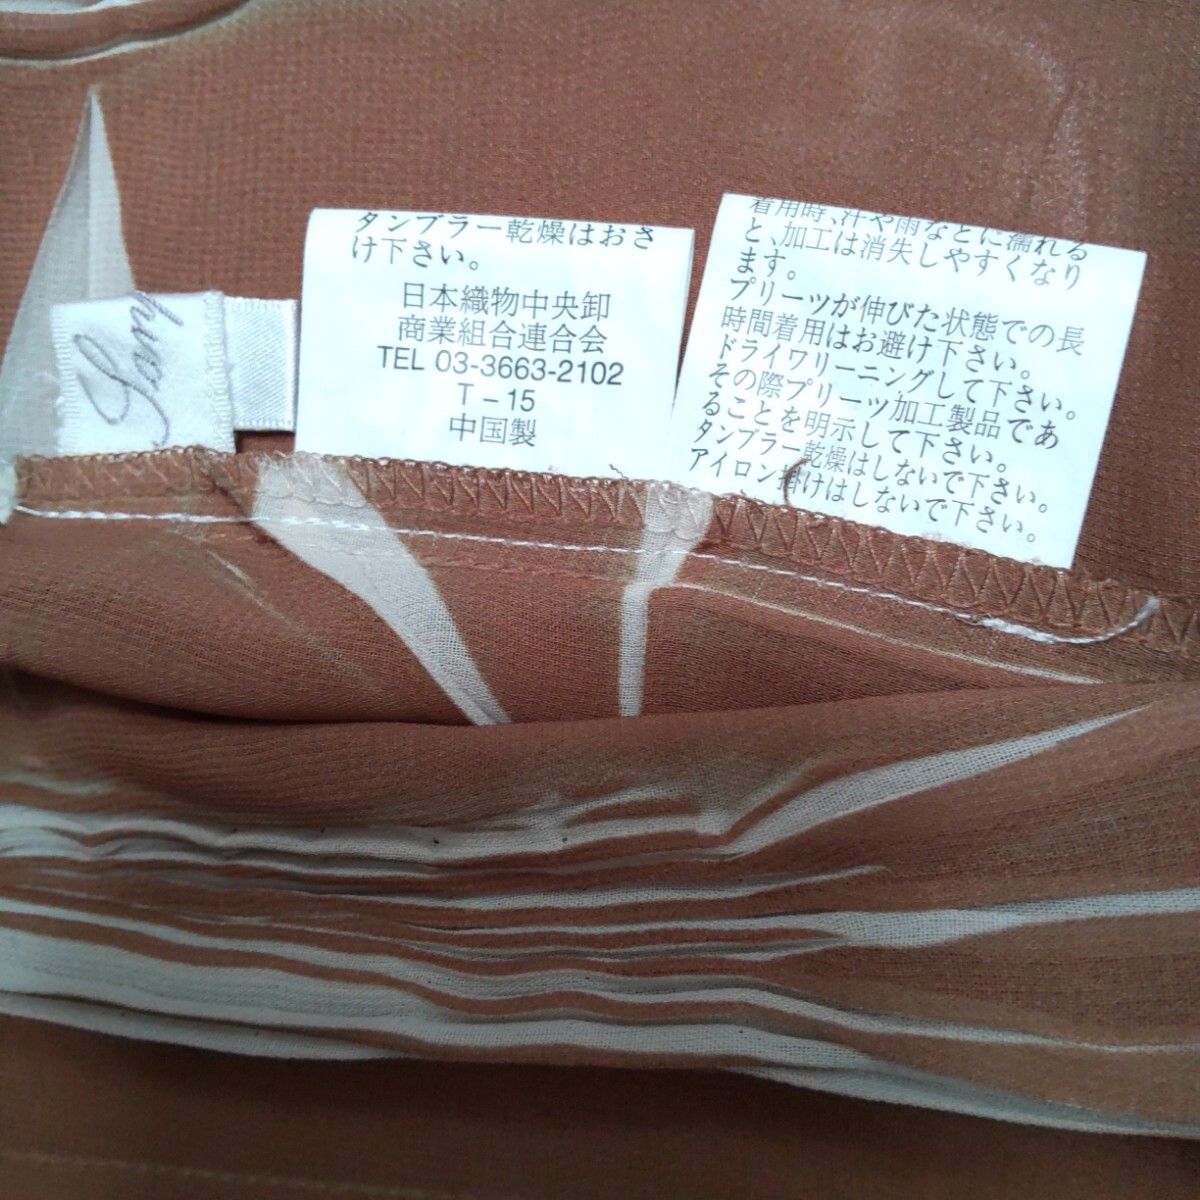 タンブラー乾燥はおさ
け下さい。
日本織物中央卸
商業組合連合会
TEL 03-3663-2102
T-15
中国製
着用時、汗や雨などに濡れる
と、加工は消失しやすくなり
ます。
プリーツが伸びた状態での長
時間着用はお避け下さい。
ドライワリーニングして下さい。
その際プリーツ加工製品であ
ることを明示して下さい。
タンブラー乾燥はしないで下さい。
アイロン掛けはしないで下さい。